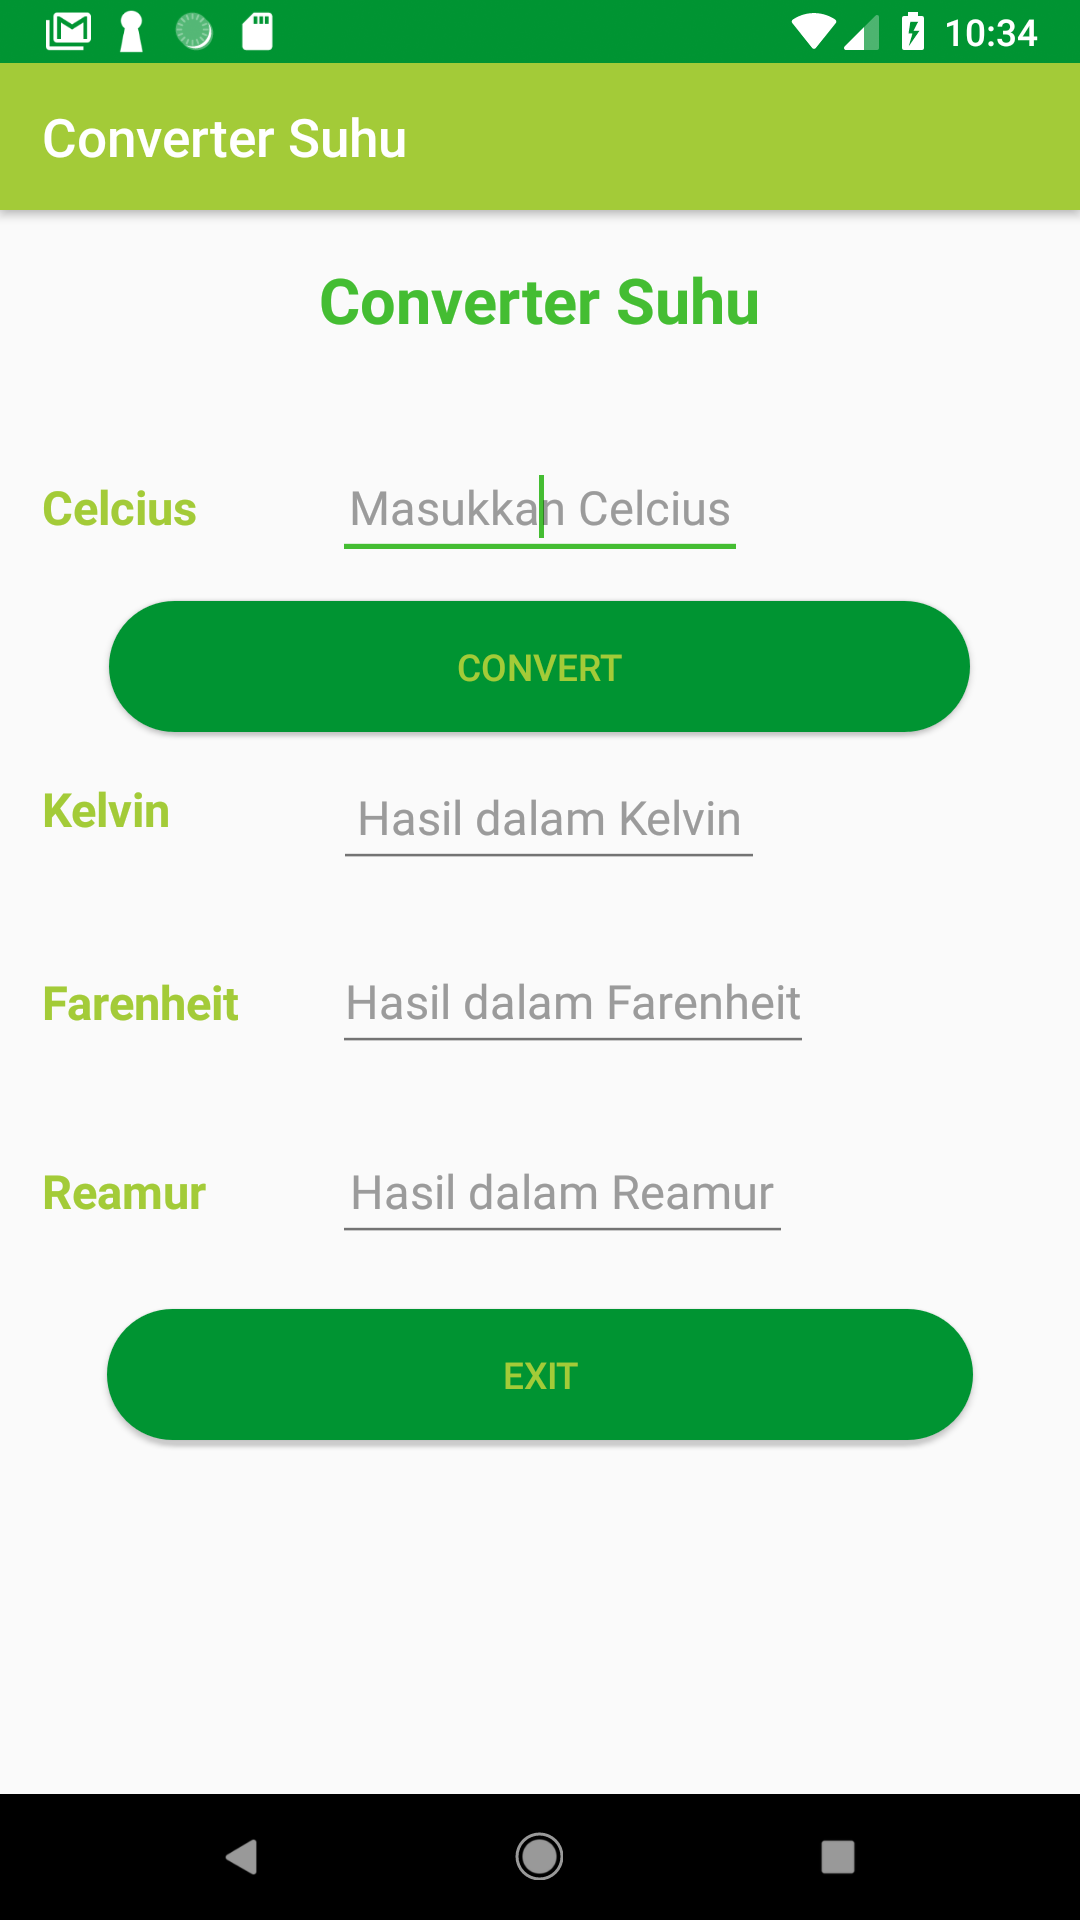 10:34
Converter Suhu
Converter Suhu
Celcius Masukkan Celcius
CONVERT
Kelvin Hasil dalam Kelvin
Farenheit Hasil dalam Farenheit
Reamur Hasil dalam Reamur
EXIT